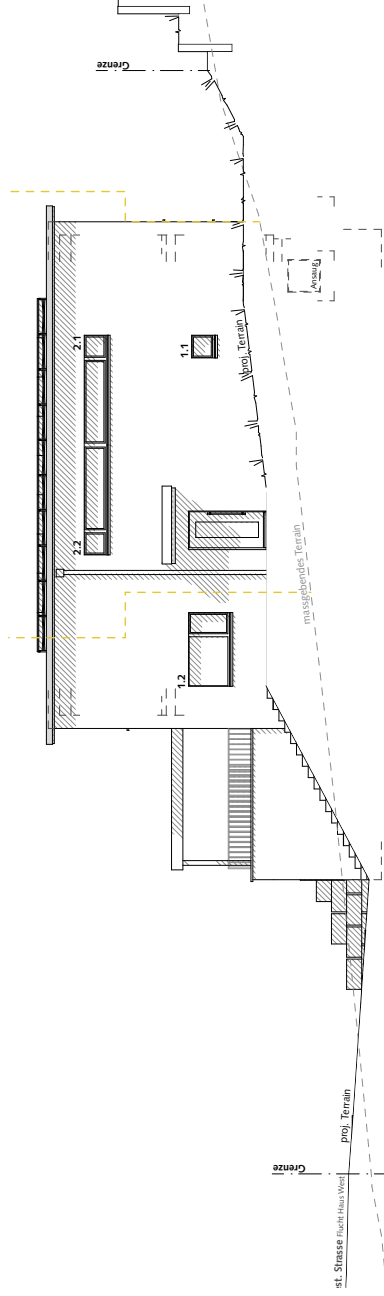 Grenze
Ansaug
2.1
1.1
proj. Terrain
2.2
massgebendes Terrain
1.2
proj. Terrain
Grenze
Strasse Flucht Haus West